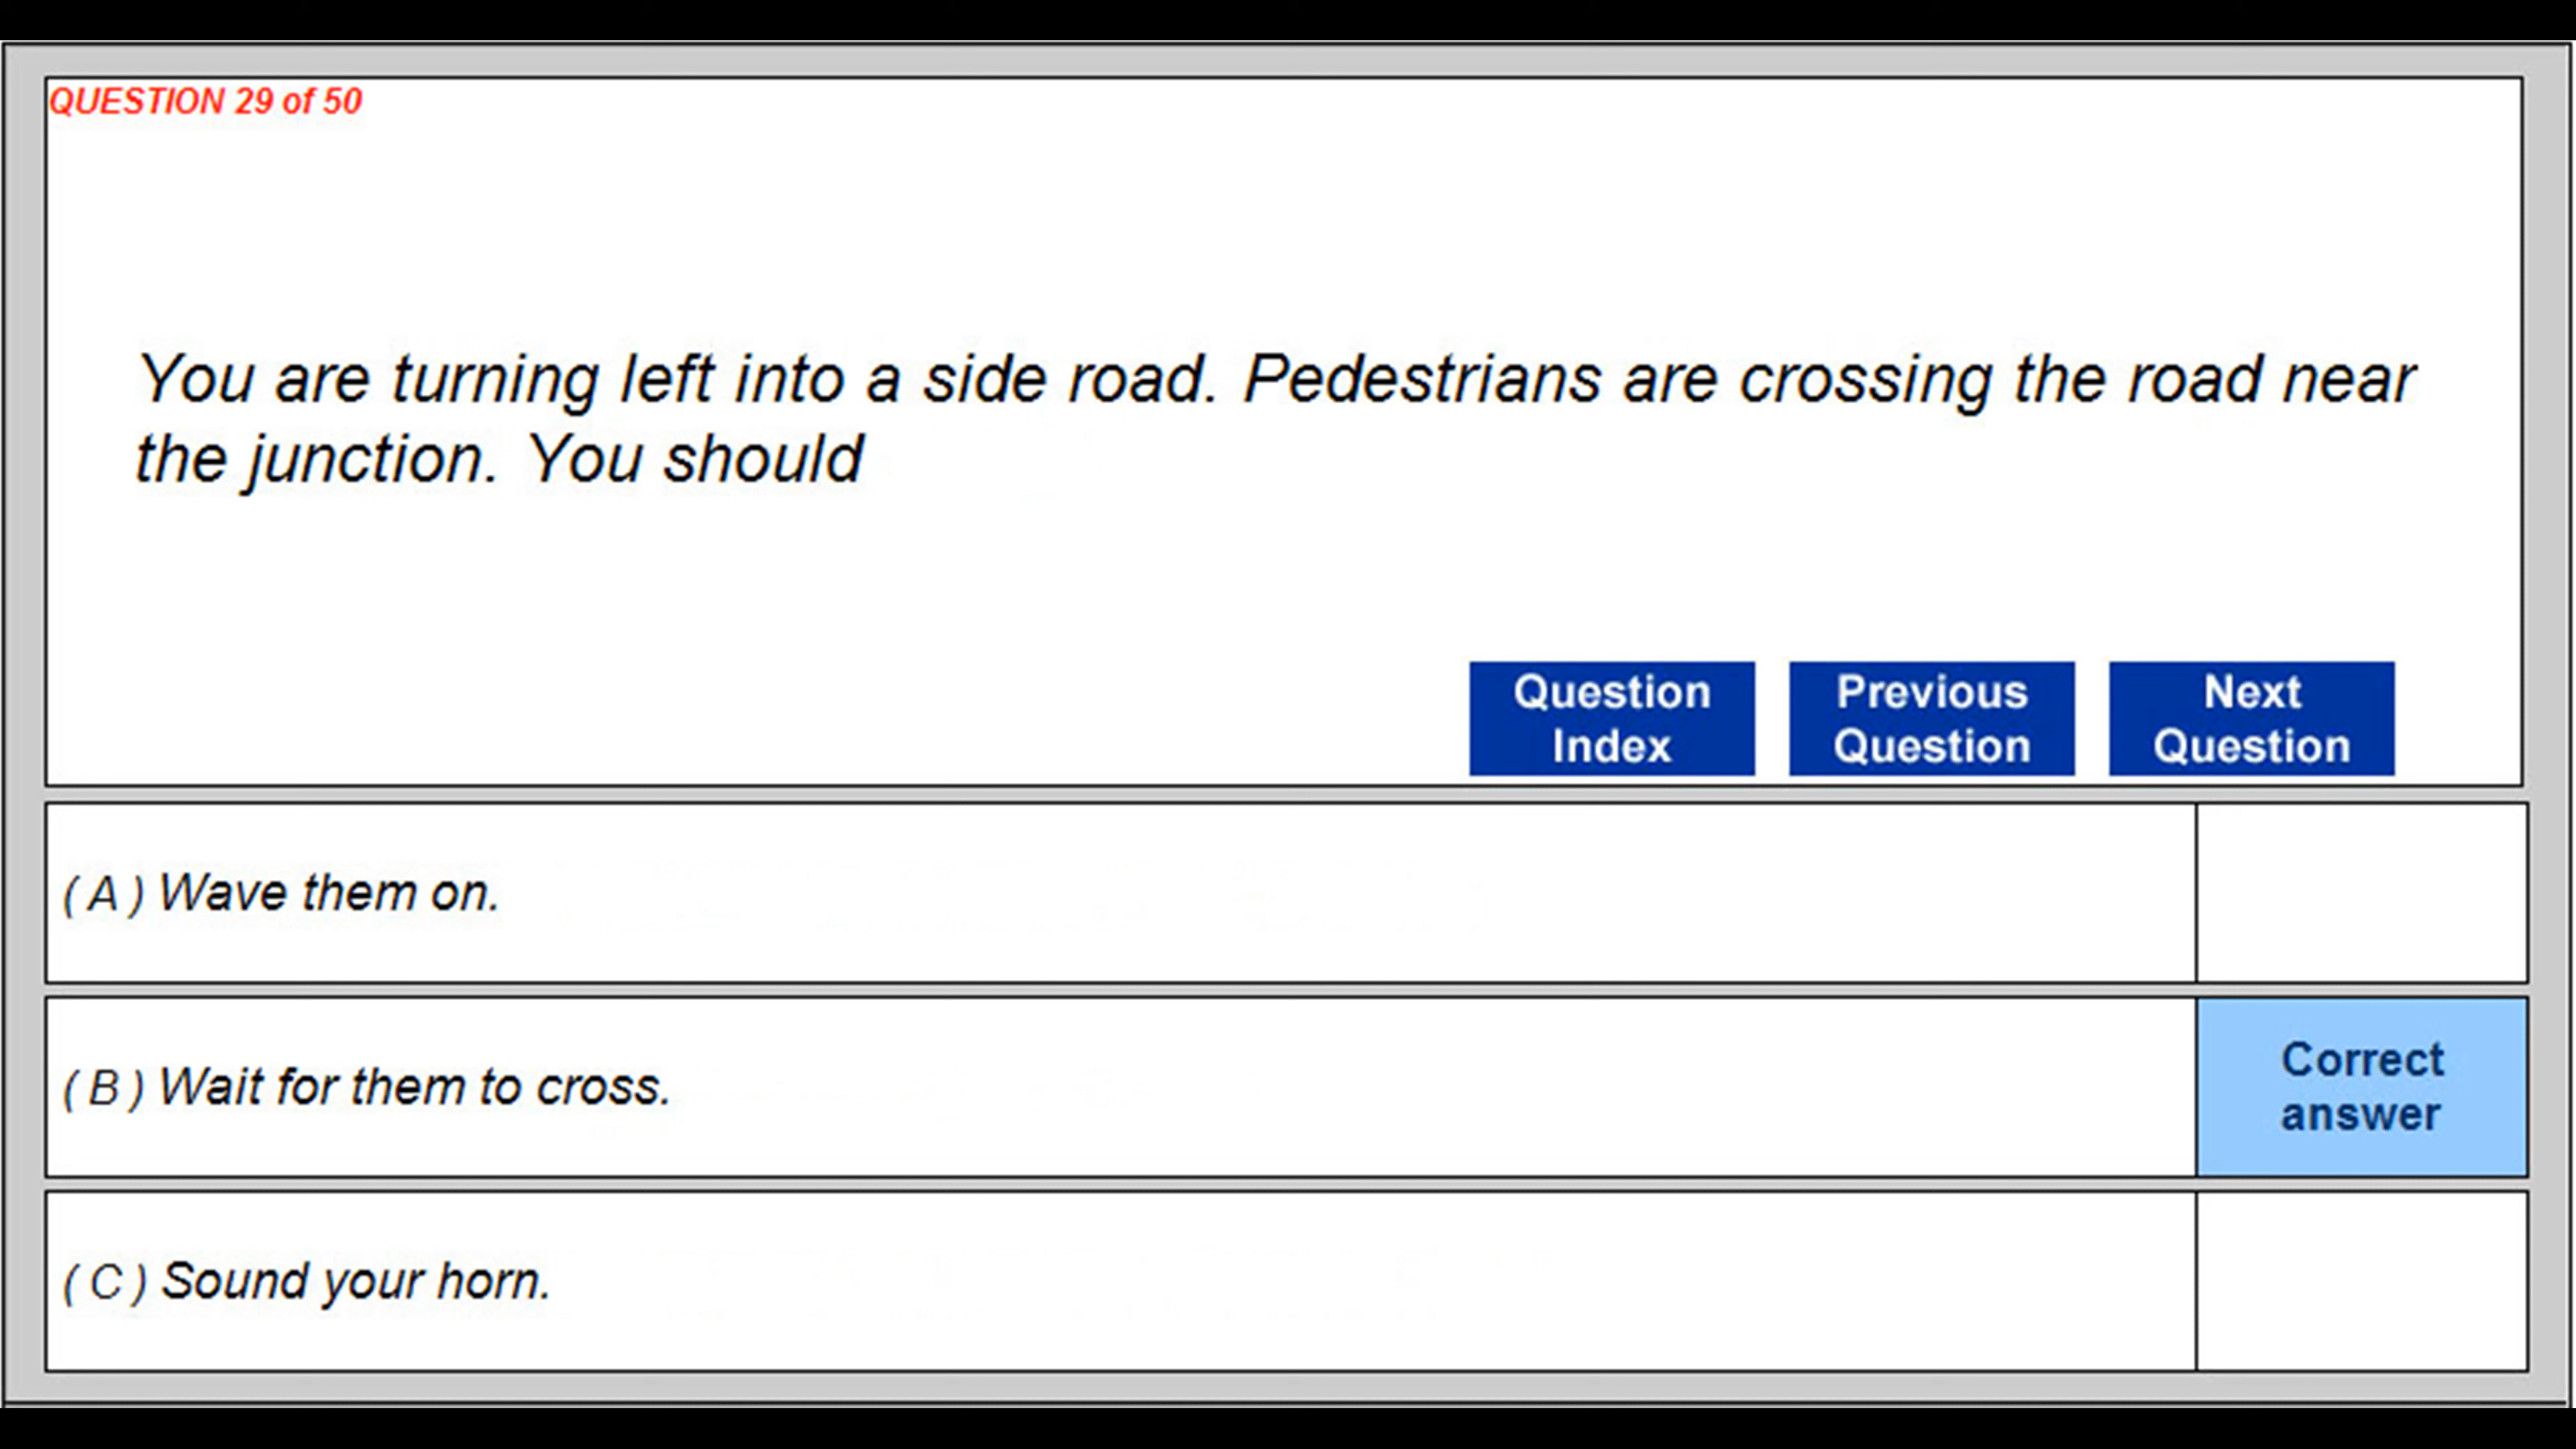 QUESTION 29 of 50
You are turning left into a side road. Pedestrians are crossing the road near
the junction. You should
Question
Index
Previous
Question
Next
Question
( A ) Wave them on.
( B ) Wait for them to cross.
Correct
answer
( C ) Sound your horn.